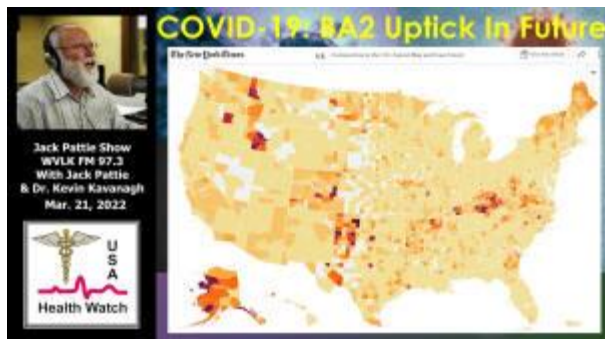 COVID-19: BA2 Uptick In Future
The New York Times
Jack Pattie Show
WVLK FM 97.3
With Jack Pattie
& Dr. Kevin Kavanagh
Mar. 21, 2022
USA
Health Watch